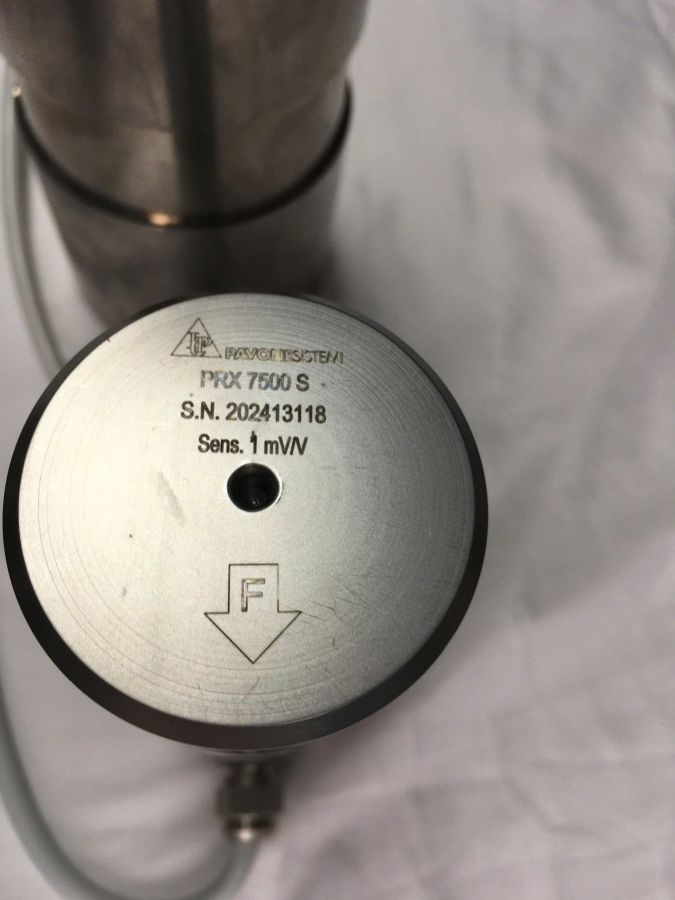 PAVONESISTEMI
PRX 7500 S
S.N. 202413118
Sens. 1 mV/V
F